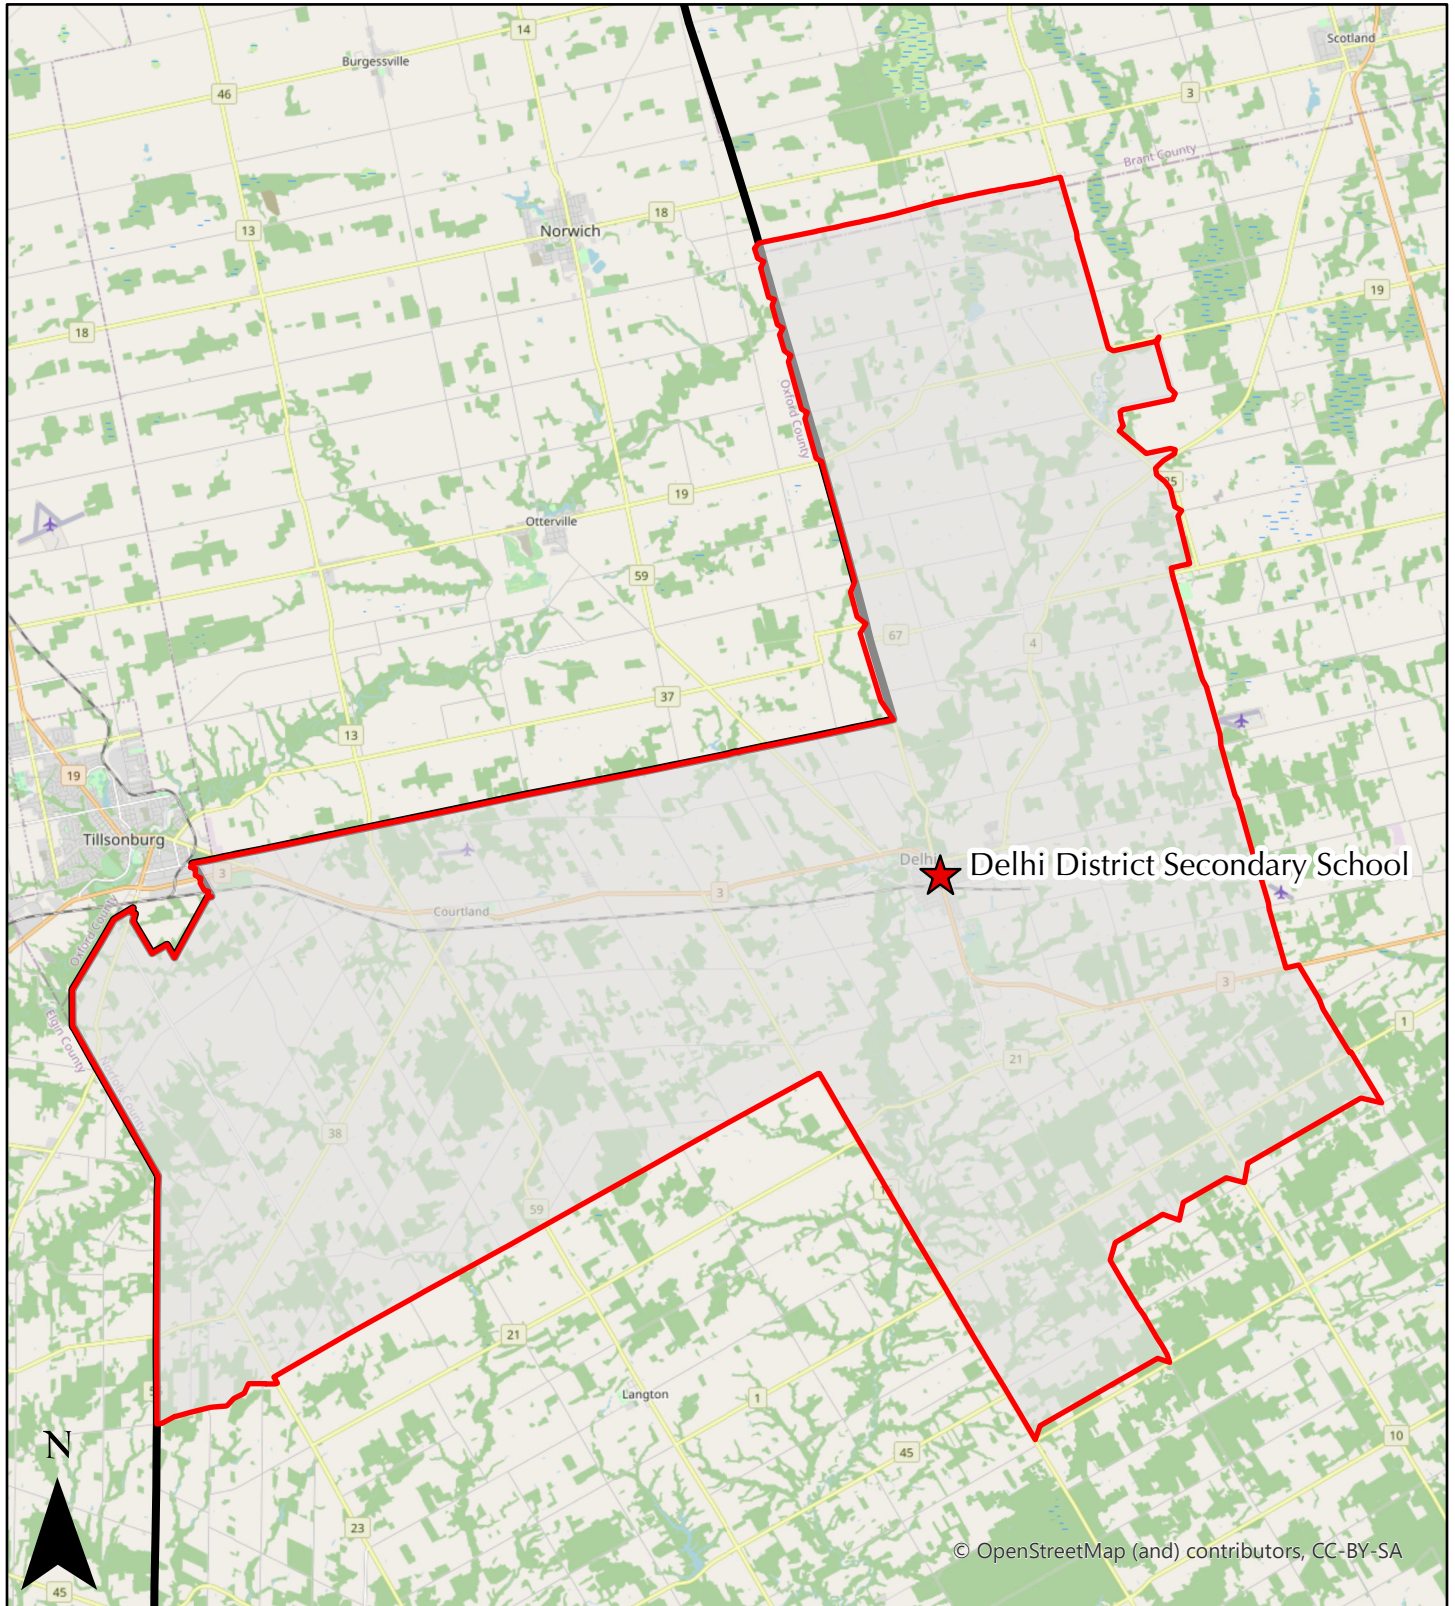 14
Scotland
Burgessville
46
3
Brant County
18
13
Norwich
19
18
Oxford County
19
Otterville
59
67
4
37
13
19
Tillsonburg
Delhi
Delhi District Secondary School
3
3
Courtland
Oxford County
3
1
Elgin County
21
Norfolk County
38
59
21
Langton
1
N
10
45
23
© OpenStreetMap (and) contributors, CC-BY-SA
45